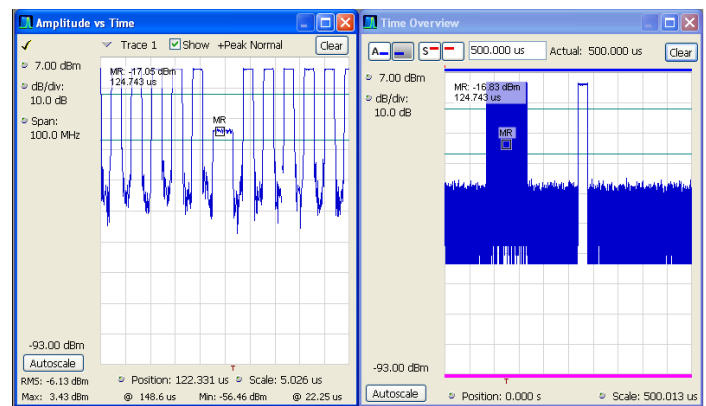 Amplitude vs Time
Trace 1 Show +Peak Normal Clear
7.00 dBm
dB/div:
10.0 dB
Span:
100.0 MHz
MR: -17.05 dBm
124.743 us
MR
-93.00 dBm
Autoscale
RMS: -6.13 dBm
Position: 122.331 us Scale: 5.026 us
Max: 3.43 dBm @ 148.6 us Min: -56.46 dBm @ 22.25 us
T
Time Overview
A S 500.000 us Actual: 500.000 us Clear
7.00 dBm
dB/div:
10.0 dB
MR: -16.83 dBm
124.743 us
MR
-93.00 dBm
T
Autoscale
Position: 0.000 s Scale: 500.013 us